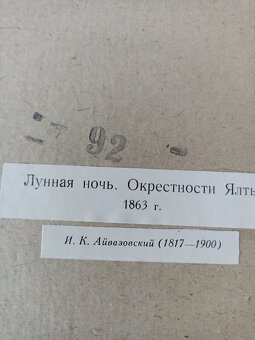 92
Лунная ночь. Окрестности Ялты
1863 г.
И. К. Айвазовский (1817—1900)